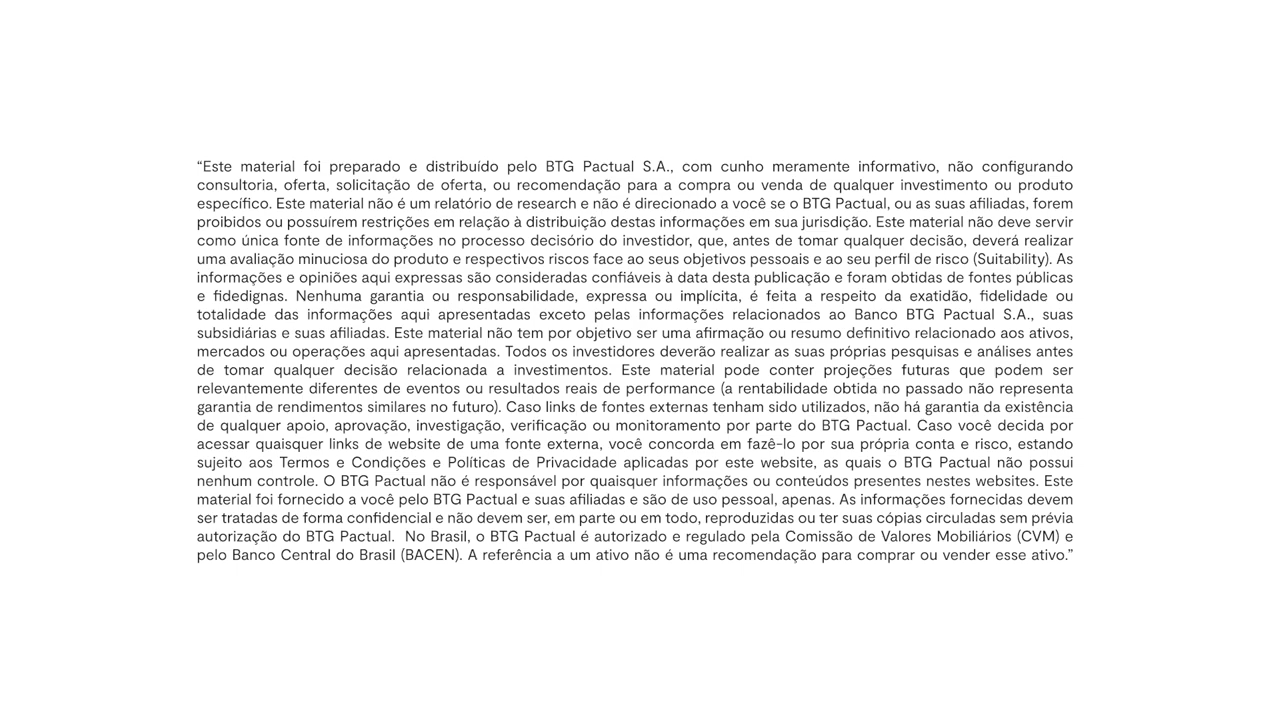 “Este material foi preparado e distribuído pelo BTG Pactual S.A., com cunho meramente informativo, não configurando
consultoria, oferta, solicitação de oferta, ou recomendação para a compra ou venda de qualquer investimento ou produto
específico. Este material não é um relatório de research e não é direcionado a você se o BTG Pactual, ou as suas afiliadas, forem
proibidos ou possuírem restrições em relação à distribuição destas informações em sua jurisdição. Este material não deve servir
como única fonte de informações no processo decisório do investidor, que, antes de tomar qualquer decisão, deverá realizar
uma avaliação minuciosa do produto e respectivos riscos face ao seus objetivos pessoais e ao seu perfil de risco (Suitability). As
informações e opiniões aqui expressas são consideradas confiáveis à data desta publicação e foram obtidas de fontes públicas
e fidedignas. Nenhuma garantia ou responsabilidade, expressa ou implícita, é feita a respeito da exatidão, fidelidade ou
totalidade das informações aqui apresentadas exceto pelas informações relacionados ao Banco BTG Pactual S.A., suas
subsidiárias e suas afiliadas. Este material não tem por objetivo ser uma afirmação ou resumo definitivo relacionado aos ativos,
mercados ou operações aqui apresentadas. Todos os investidores deverão realizar as suas próprias pesquisas e análises antes
de tomar qualquer decisão relacionada a investimentos. Este material pode conter projeções futuras que podem ser
relevantemente diferentes de eventos ou resultados reais de performance (a rentabilidade obtida no passado não representa
garantia de rendimentos similares no futuro). Caso links de fontes externas tenham sido utilizados, não há garantia da existência
de qualquer apoio, aprovação, investigação, verificação ou monitoramento por parte do BTG Pactual. Caso você decida por
acessar quaisquer links de website de uma fonte externa, você concorda em fazê-lo por sua própria conta e risco, estando
sujeito aos Termos e Condições e Políticas de Privacidade aplicadas por este website, as quais o BTG Pactual não possui
nenhum controle. O BTG Pactual não é responsável por quaisquer informações ou conteúdos presentes nestes websites. Este
material foi fornecido a você pelo BTG Pactual e suas afiliadas e são de uso pessoal, apenas. As informações fornecidas devem
ser tratadas de forma confidencial e não devem ser, em parte ou em todo, reproduzidas ou ter suas cópias circuladas sem prévia
autorização do BTG Pactual.  No Brasil, o BTG Pactual é autorizado e regulado pela Comissão de Valores Mobiliários (CVM) e
pelo Banco Central do Brasil (BACEN). A referência a um ativo não é uma recomendação para comprar ou vender esse ativo.”